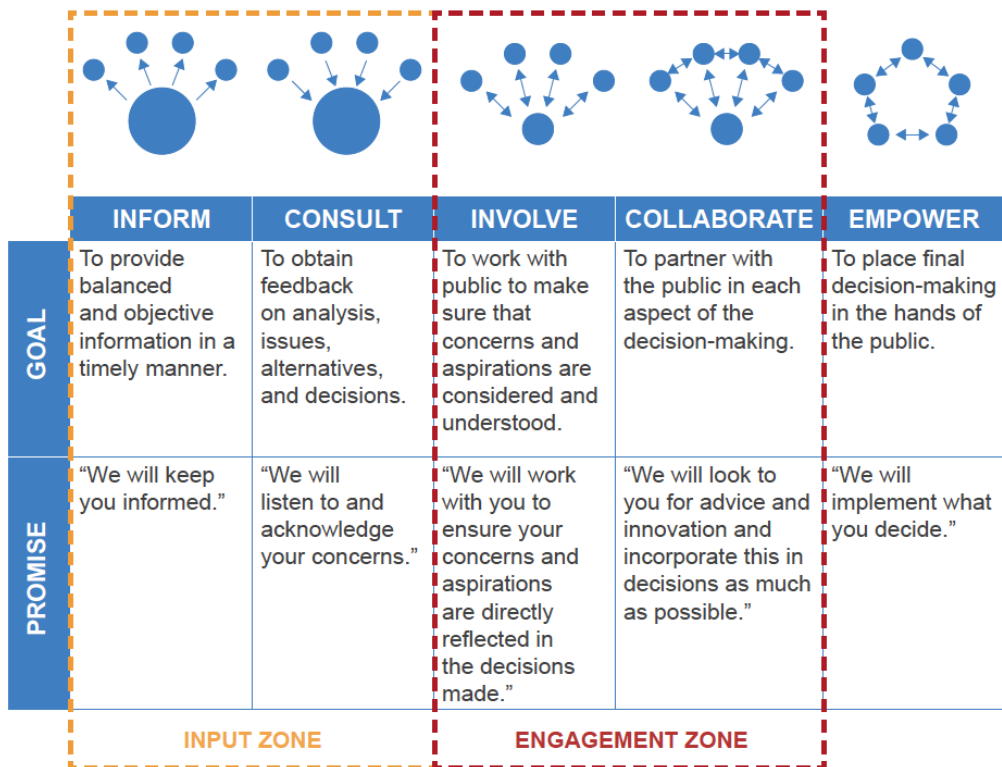 INFORM
CONSULT
INVOLVE
COLLABORATE
EMPOWER
GOAL
To provide
balanced
and objective
information in a
timely manner.
To obtain
feedback
on analysis,
issues,
alternatives,
and decisions.
To work with
public to make
sure that
concerns and
aspirations are
considered and
understood.
To partner with
the public in each
aspect of the
decision-making.
To place final
decision-making
in the hands of
the public.
PROMISE
“We will keep
you informed.”
“We will
listen to and
acknowledge
your concerns.”
“We will work
with you to
ensure your
concerns and
aspirations
are directly
reflected in
the decisions
made.”
“We will look to
you for advice and
innovation and
incorporate this in
decisions as much
as possible.”
“We will
implement what
you decide.”
INPUT ZONE
ENGAGEMENT ZONE